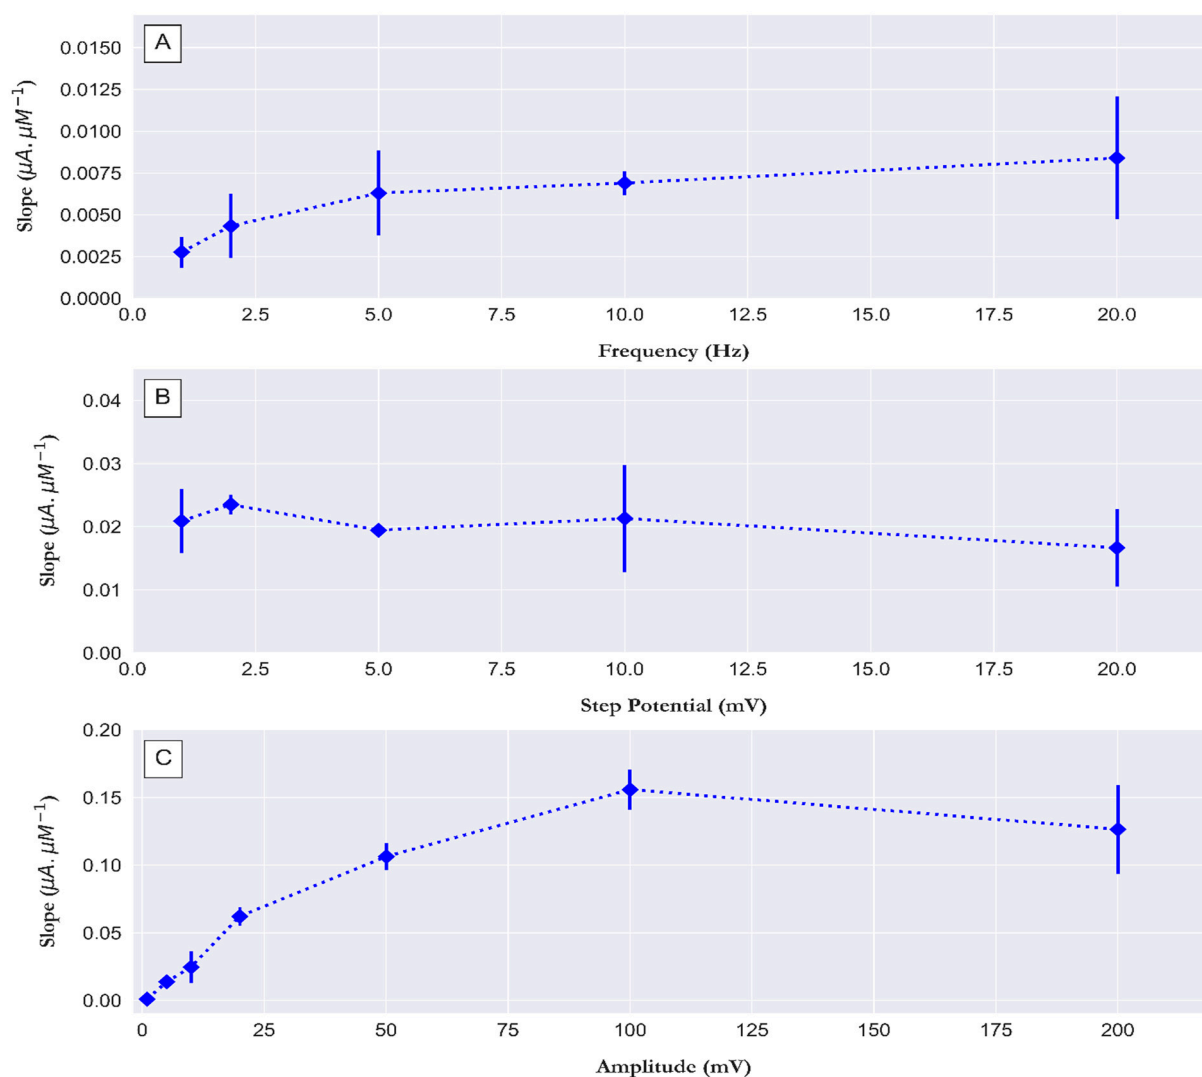 A
0.0150
0.0125
0.0100
0.0075
0.0050
0.0025
0.0000
Slope (μA. μM⁻¹)
0.0 2.5 5.0 7.5 10.0 12.5 15.0 17.5 20.0
Frequency (Hz)
B
0.04
0.03
0.02
0.01
0.00
Slope (μA. μM⁻¹)
0.0 2.5 5.0 7.5 10.0 12.5 15.0 17.5 20.0
Step Potential (mV)
C
0.20
0.15
0.10
0.05
0.00
Slope (μA. μM⁻¹)
0 25 50 75 100 125 150 175 200
Amplitude (mV)